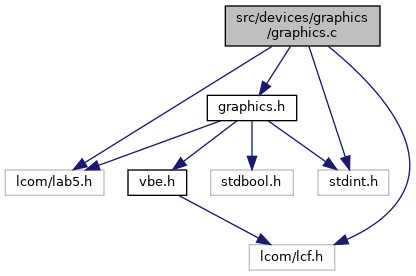 src/devices/graphics
/graphics.c
graphics.h
lcom/lab5.h
vbe.h
stdbool.h
stdint.h
lcom/lcf.h